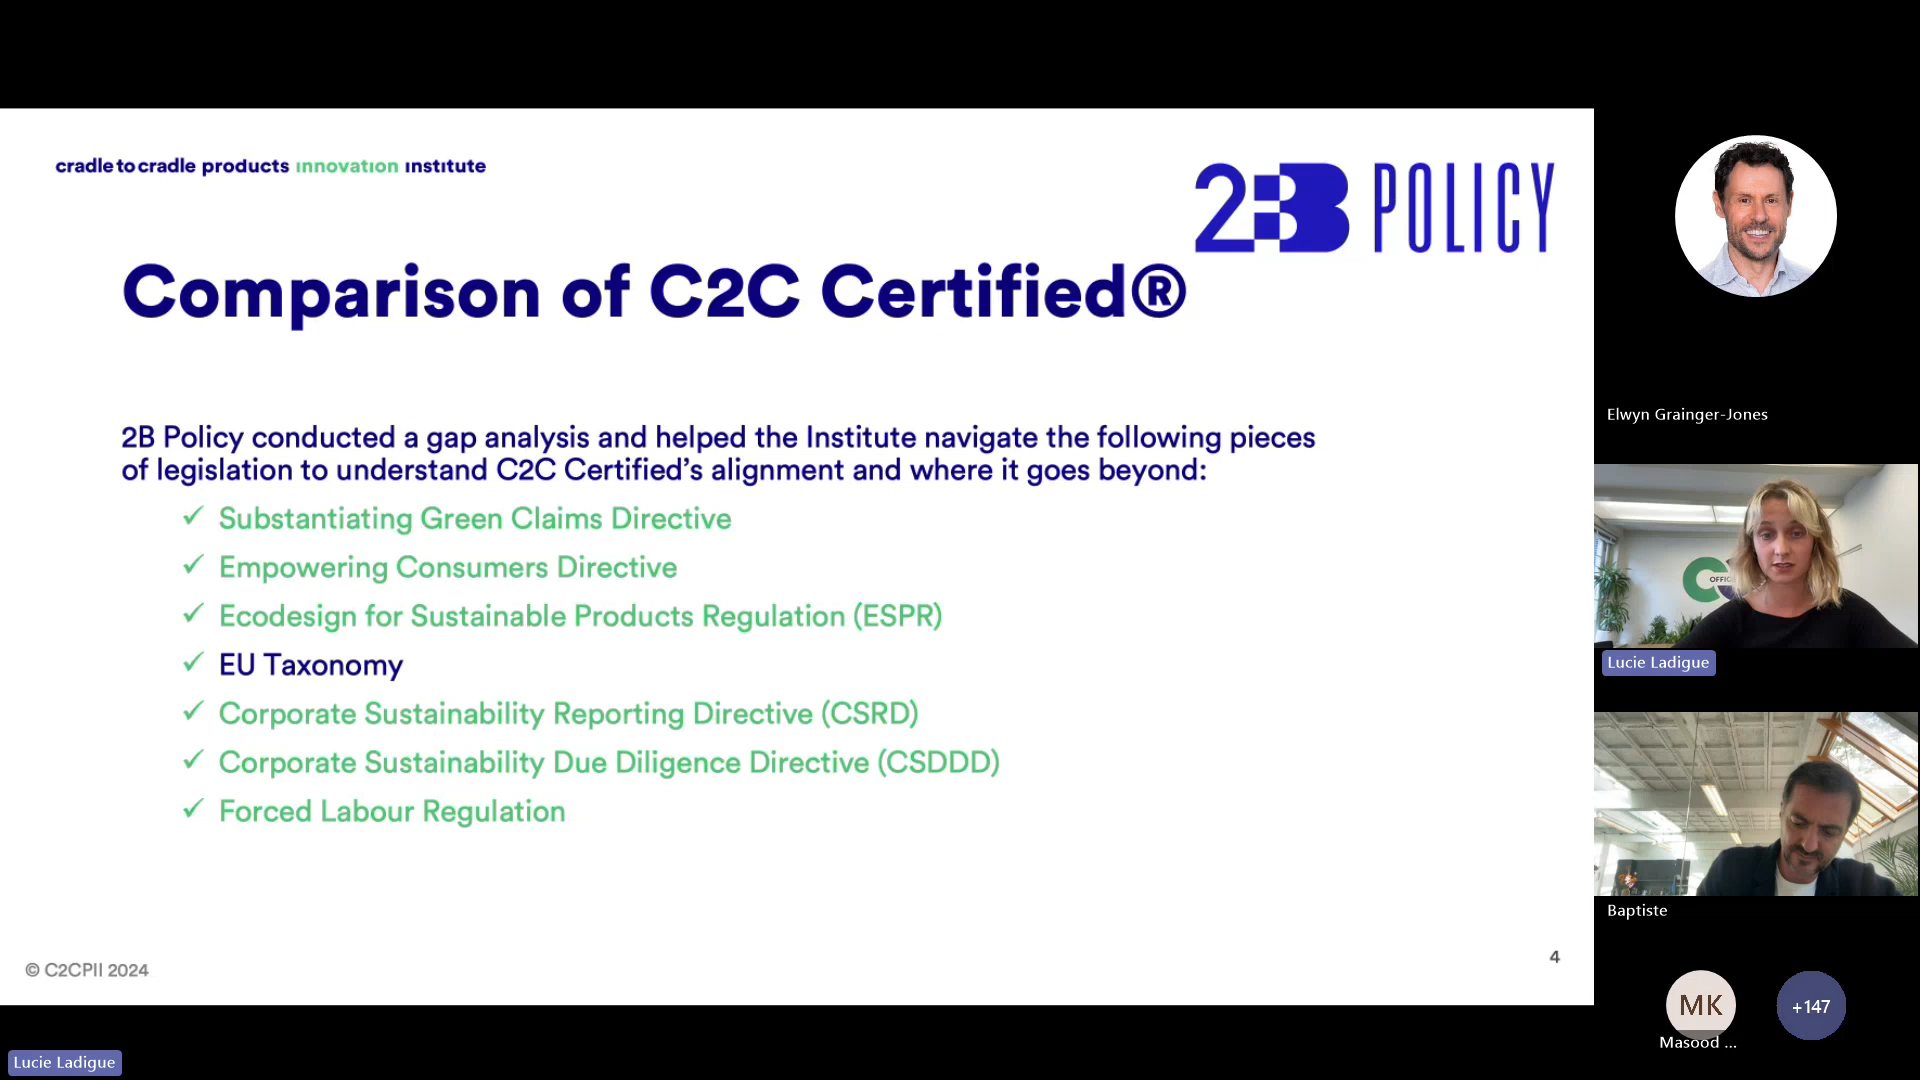 cradle to cradle products innovation institute
2B POLICY
Comparison of C2C Certified®
2B Policy conducted a gap analysis and helped the Institute navigate the following pieces
of legislation to understand C2C Certified's alignment and where it goes beyond:
✓ Substantiating Green Claims Directive
✓ Empowering Consumers Directive
✓ Ecodesign for Sustainable Products Regulation (ESPR)
✓ EU Taxonomy
✓ Corporate Sustainability Reporting Directive (CSRD)
✓ Corporate Sustainability Due Diligence Directive (CSDDD)
✓ Forced Labour Regulation
© C2CPII 2024
4
Lucie Ladigue
Elwyn Grainger-Jones
Lucie Ladigue
Baptiste
MK
Masood ...
+147